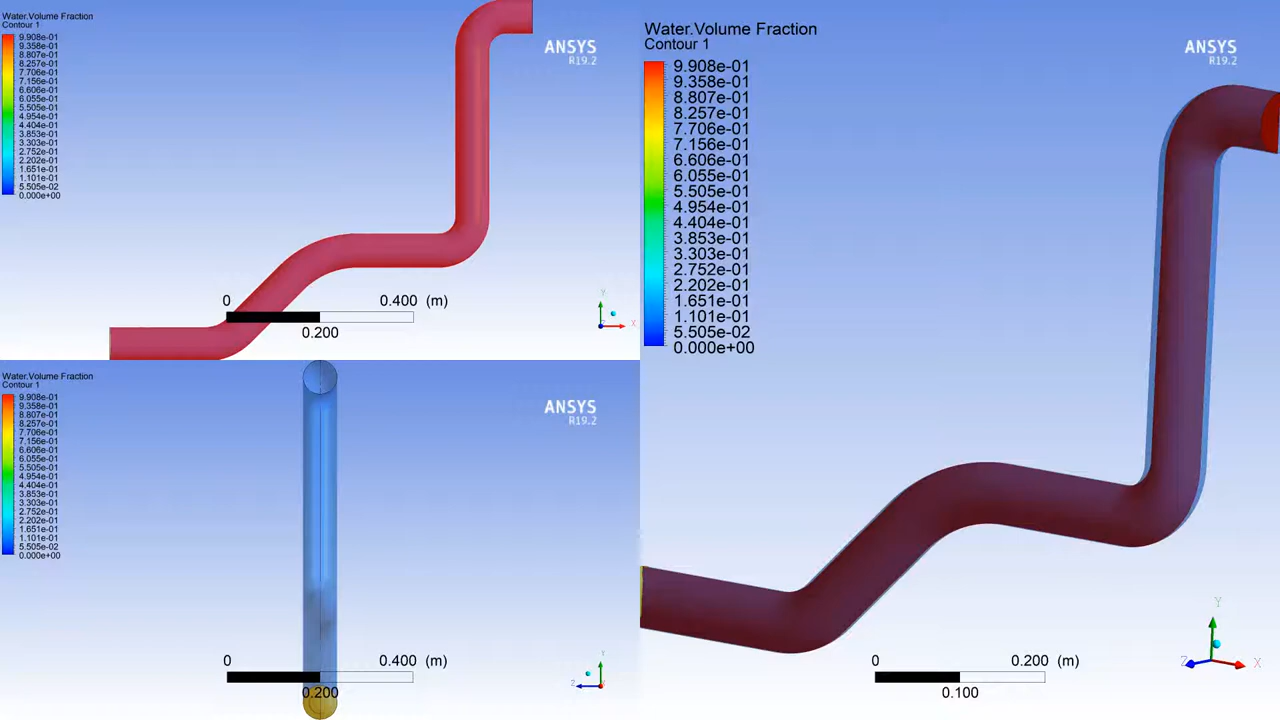 Water.Volume Fraction
Contour 1
9.908e-01
9.358e-01
8.807e-01
8.257e-01
7.706e-01
7.156e-01
6.606e-01
6.055e-01
5.505e-01
4.954e-01
4.404e-01
3.853e-01
3.303e-01
2.752e-01
2.202e-01
1.651e-01
1.101e-01
5.505e-02
0.000e+00
ANSYS
R19.2
0 0.400 (m)
0.200
Y
X
Water.Volume Fraction
Contour 1
9.908e-01
9.358e-01
8.807e-01
8.257e-01
7.706e-01
7.156e-01
6.606e-01
6.055e-01
5.505e-01
4.954e-01
4.404e-01
3.853e-01
3.303e-01
2.752e-01
2.202e-01
1.651e-01
1.101e-01
5.505e-02
0.000e+00
ANSYS
R19.2
0 0.400 (m)
0.200
Y
Z
Water.Volume Fraction
Contour 1
9.908e-01
9.358e-01
8.807e-01
8.257e-01
7.706e-01
7.156e-01
6.606e-01
6.055e-01
5.505e-01
4.954e-01
4.404e-01
3.853e-01
3.303e-01
2.752e-01
2.202e-01
1.651e-01
1.101e-01
5.505e-02
0.000e+00
ANSYS
R19.2
0 0.200 (m)
0.100
Y
Z X